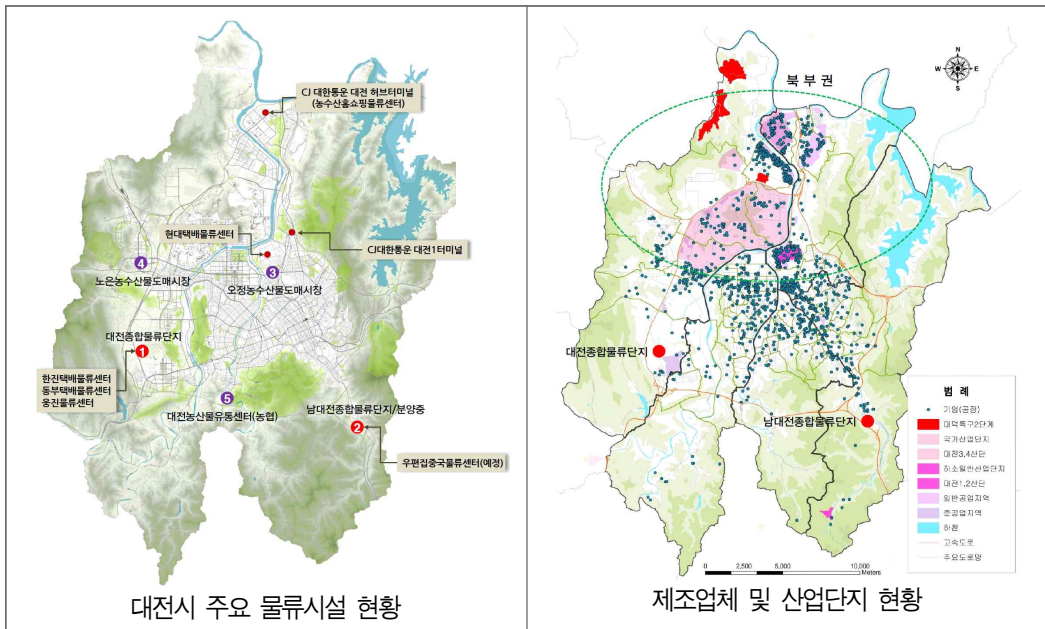 CJ 대한통운 대전 허브터미널
(농수산홈쇼핑물류센터)
현대택배물류센터
CJ대한통운 대전1터미널
4
노은농수산물도매시장
3
오정농수산물도매시장
대전종합물류단지
1
한진택배물류센터
동부택배물류센터
웅진물류센터
5
대전농산물유통센터(농협)
남대전종합물류단지/분양중
2
우편집중국물류센터(예정)
대전시 주요 물류시설 현황
북부권
N
W
E
S
대전종합물류단지
남대전종합물류단지
범 례
기업(공장)
대덕특구2단계
국가산업단지
대전3,4산단
하소일반산업단지
대전1,2산단
일반공업지역
준공업지역
하천
고속도로
주요도로망
0 2,500 5,000 10,000
Meters
제조업체 및 산업단지 현황